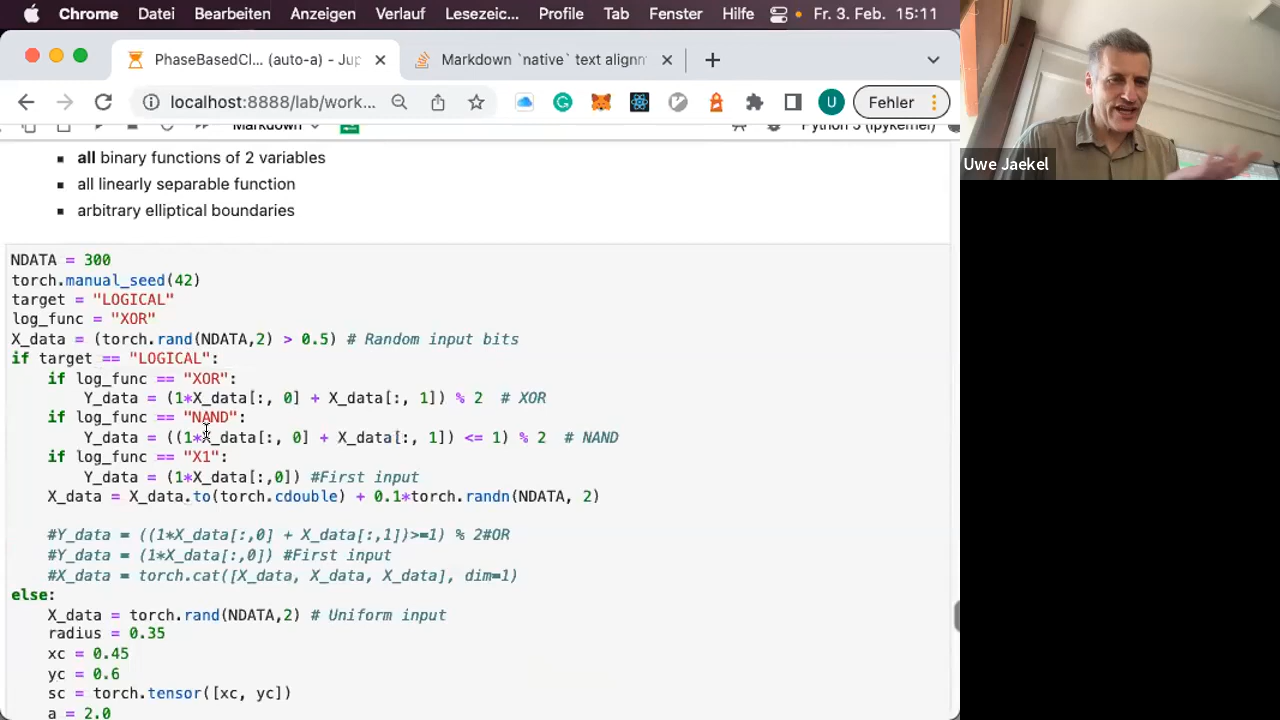 Chrome Datei Bearbeiten Anzeigen Verlauf Lesezeic... Profile Tab Fenster Hilfe Fr. 3. Feb. 15:11
PhaseBasedCl... (auto-a) - Jup
Markdown `native` text alignm
localhost:8888/lab/work...
U
Fehler
Markdown
Python 3 (ipykernel)
Uwe Jaekel
all binary functions of 2 variables
all linearly separable function
arbitrary elliptical boundaries
NDATA = 300
torch.manual_seed(42)
target = "LOGICAL"
log_func = "XOR"
X_data = (torch.rand(NDATA,2) > 0.5) # Random input bits
if target == "LOGICAL":
    if log_func == "XOR":
        Y_data = (1*X_data[:, 0] + X_data[:, 1]) % 2  # XOR
    if log_func == "NAND":
        Y_data = ((1*X_data[:, 0] + X_data[:, 1]) <= 1) % 2  # NAND
    if log_func == "X1":
        Y_data = (1*X_data[:,0]) #First input
    X_data = X_data.to(torch.cdouble) + 0.1*torch.randn(NDATA, 2)
    #Y_data = ((1*X_data[:,0] + X_data[:,1])>=1) % 2#OR
    #Y_data = (1*X_data[:,0]) #First input
    #X_data = torch.cat([X_data, X_data, X_data], dim=1)
else:
    X_data = torch.rand(NDATA,2) # Uniform input
    radius = 0.35
    xc = 0.45
    yc = 0.6
    sc = torch.tensor([xc, yc])
    a = 2.0